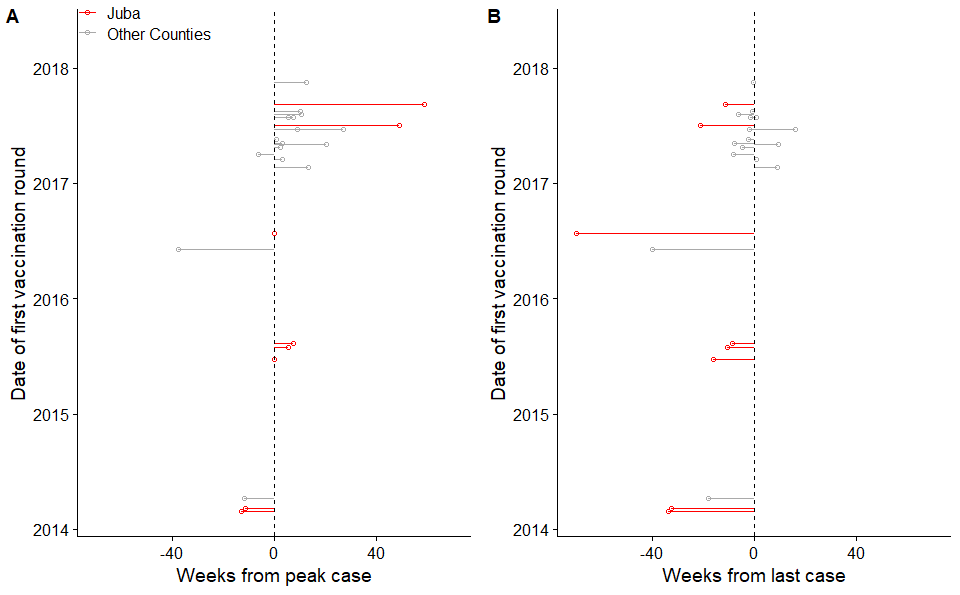 A
Juba
Other Counties
2018
2017
2016
2015
2014
Date of first vaccination round
-40
0
40
Weeks from peak case
B
2018
2017
2016
2015
2014
Date of first vaccination round
-40
0
40
Weeks from last case